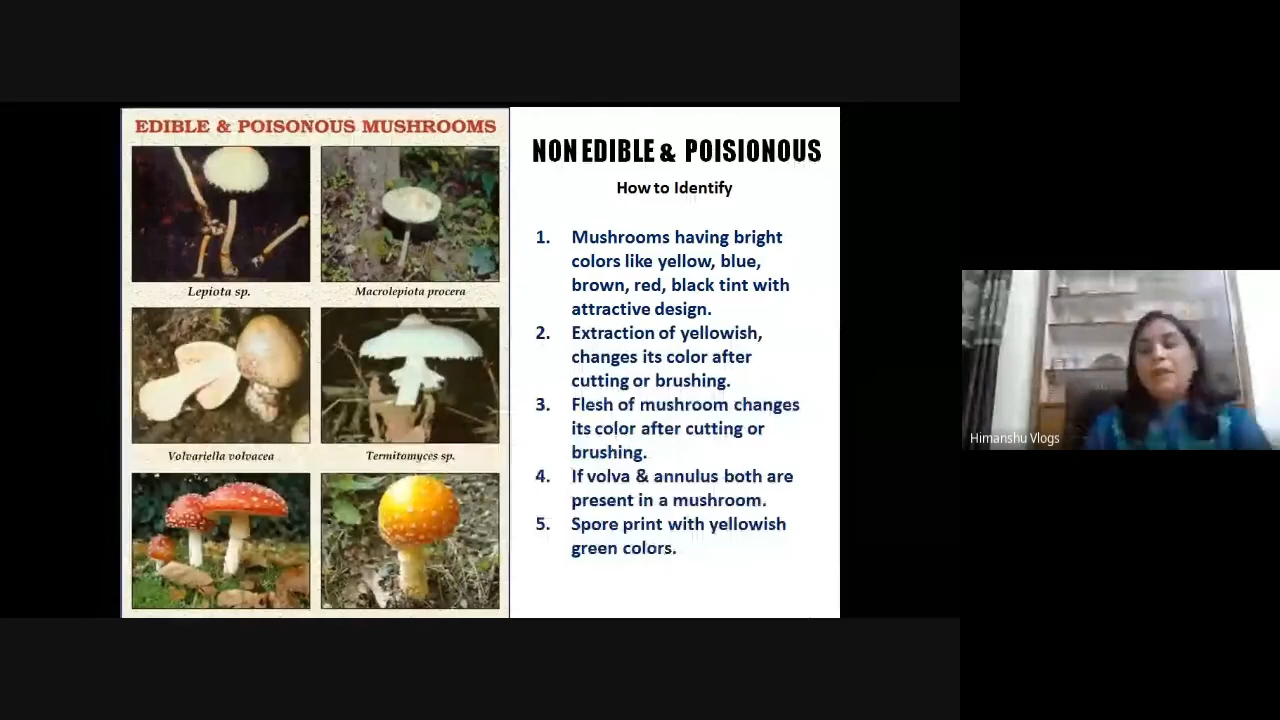 EDIBLE & POISONOUS MUSHROOMS
Lepiota sp.
Macrolepiota procera
Volvariella volvacea
Termitomyces sp.
NON EDIBLE & POISIONOUS
How to Identify
1. Mushrooms having bright
colors like yellow, blue,
brown, red, black tint with
attractive design.
2. Extraction of yellowish,
changes its color after
cutting or brushing.
3. Flesh of mushroom changes
its color after cutting or
brushing.
4. If volva & annulus both are
present in a mushroom.
5. Spore print with yellowish
green colors.
Himanshu Vlogs